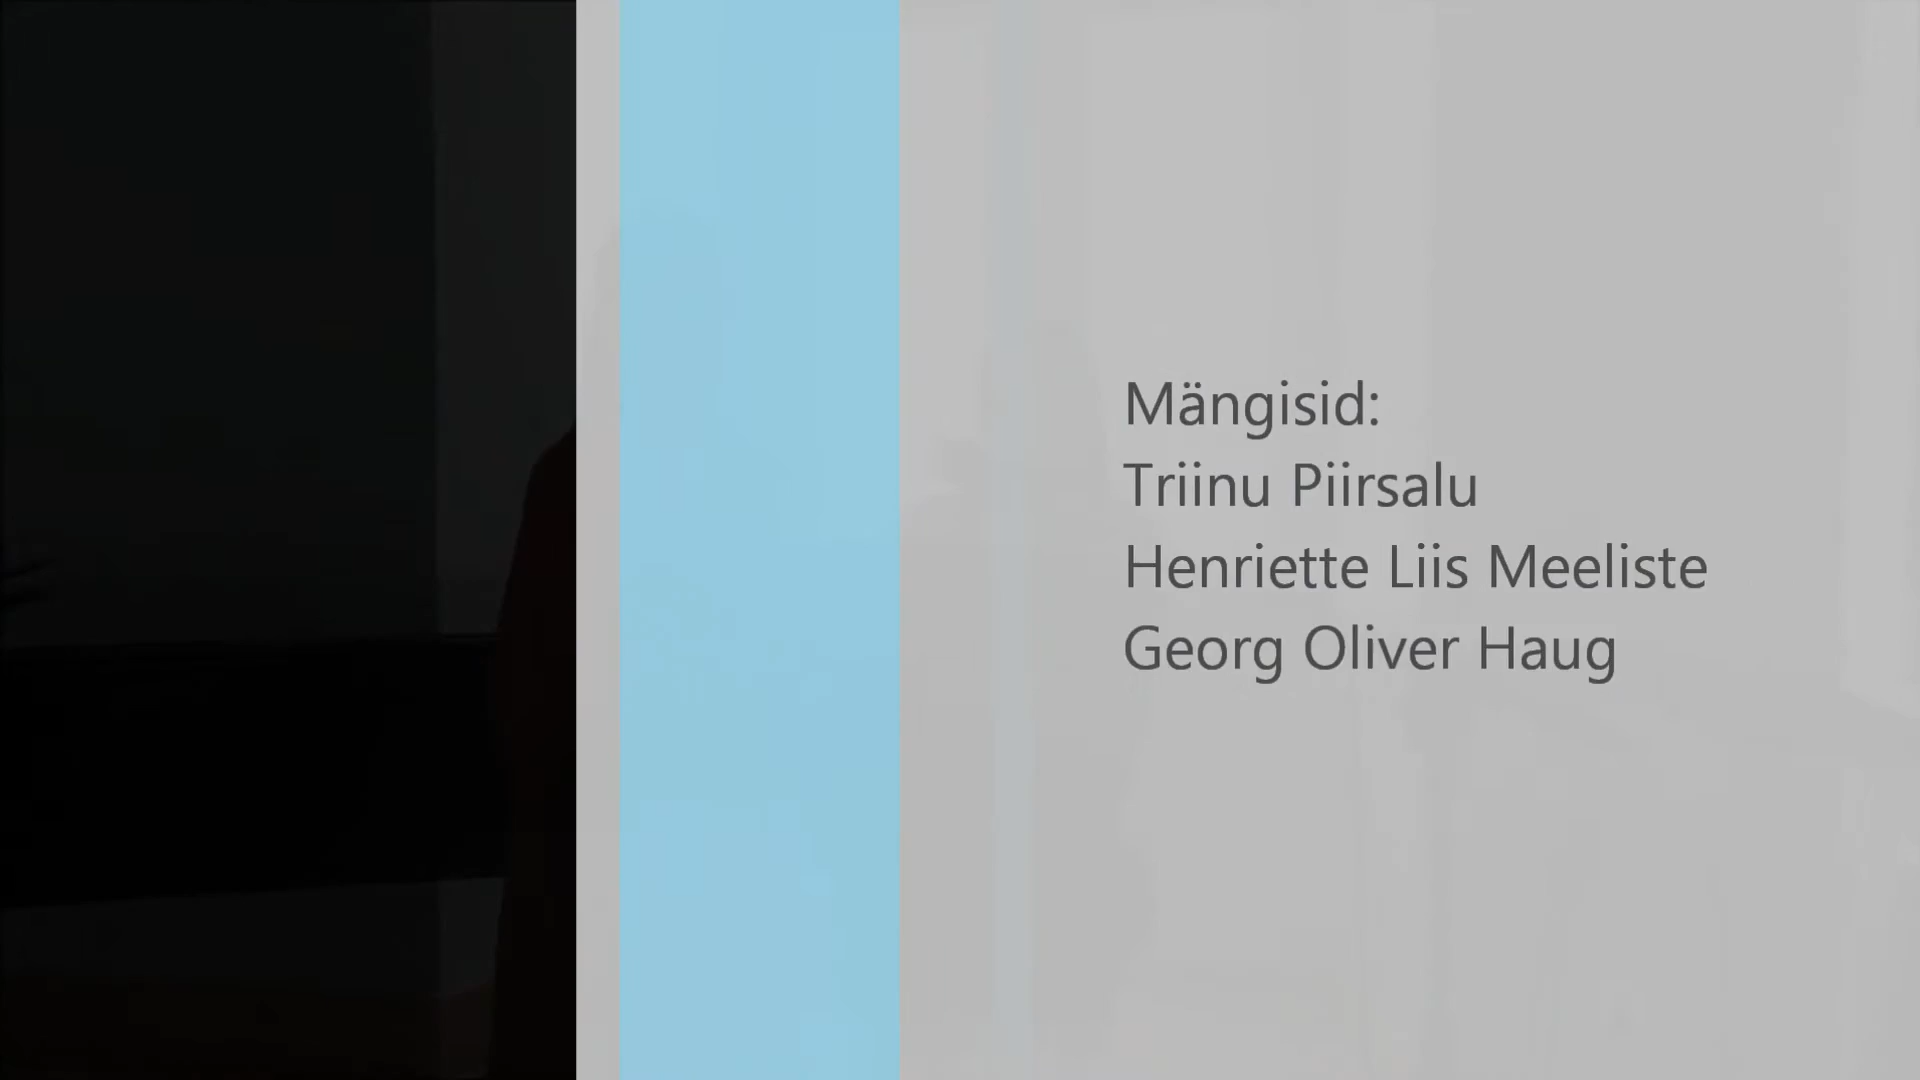 Mängisid:
Triinu Piirsalu
Henriette Liis Meeliste
Georg Oliver Haug